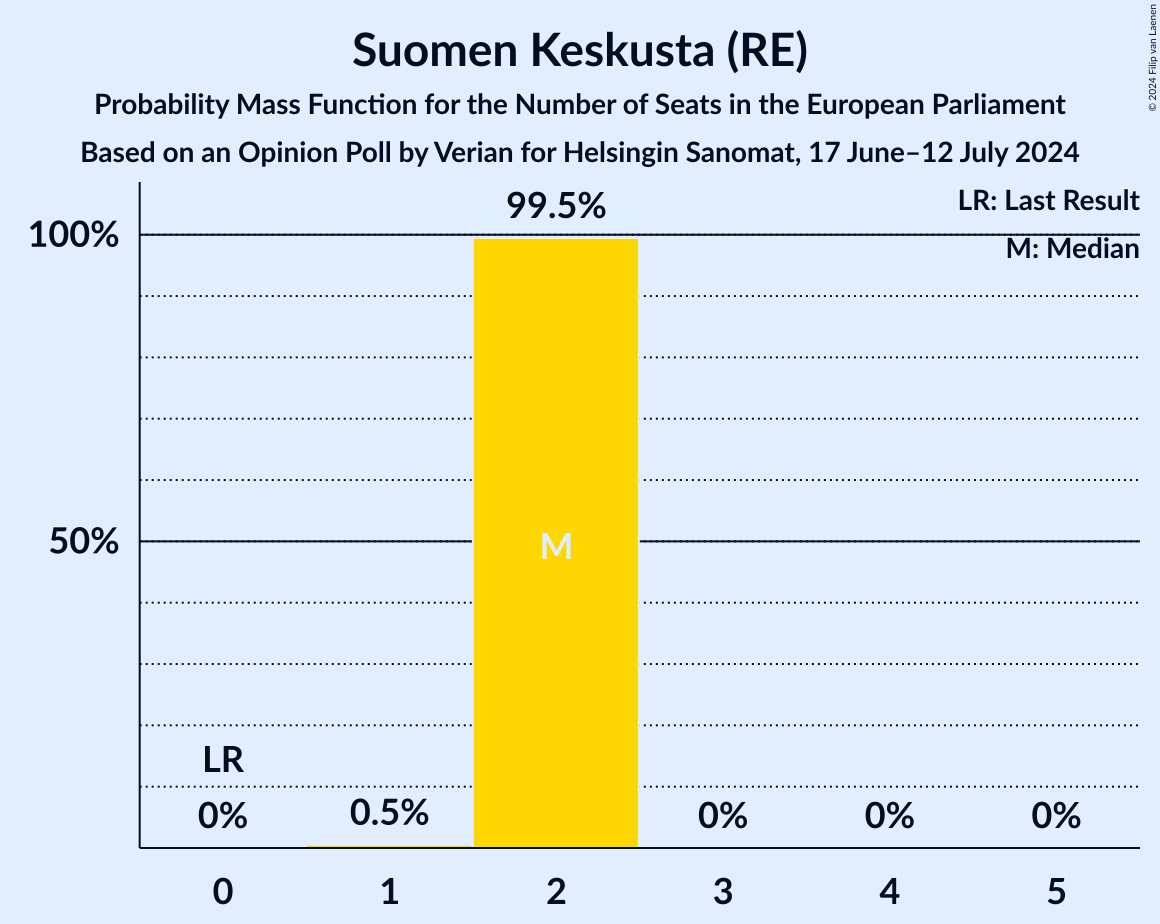 Suomen Keskusta (RE)
Probability Mass Function for the Number of Seats in the European Parliament
Based on an Opinion Poll by Verian for Helsingin Sanomat, 17 June–12 July 2024
© 2024 Filip van Laenen
LR: Last Result
M: Median
99.5%
100%
50%
M
LR
0%
0.5%
0%
0%
0%
0
1
2
3
4
5